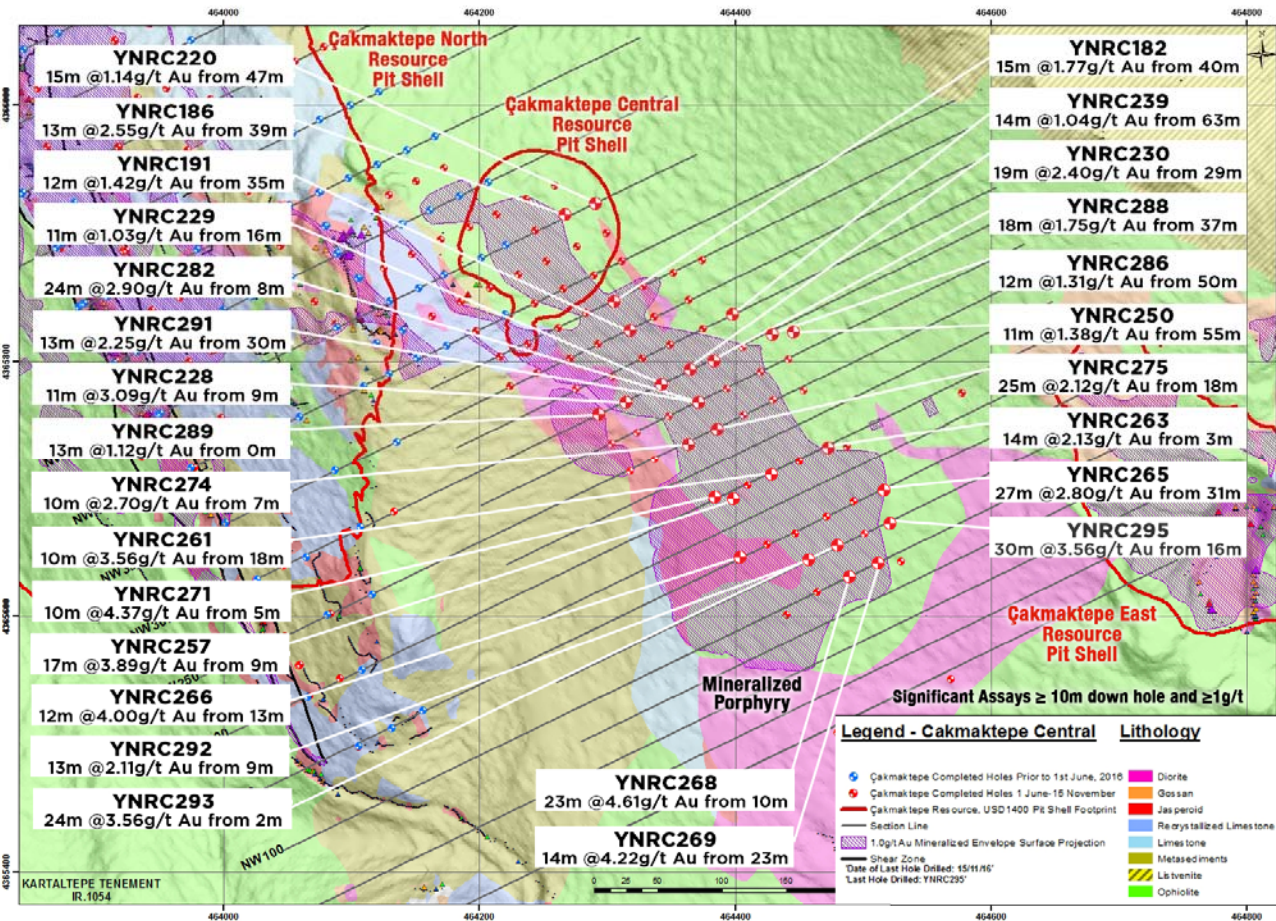 464000
464200
464400
464600
464800
4366000
4365800
4365600
4365400
Çakmaktepe North
Resource
Pit Shell
Çakmaktepe Central
Resource
Pit Shell
YNRC220
15m @1.14g/t Au from 47m
YNRC186
13m @2.55g/t Au from 39m
YNRC191
12m @1.42g/t Au from 35m
YNRC229
11m @1.03g/t Au from 16m
YNRC282
24m @2.90g/t Au from 8m
YNRC291
13m @2.25g/t Au from 30m
YNRC228
11m @3.09g/t Au from 9m
YNRC289
13m @1.12g/t Au from 0m
YNRC274
10m @2.70g/t Au from 7m
YNRC261
10m @3.56g/t Au from 18m
YNRC271
10m @4.37g/t Au from 5m
YNRC257
17m @3.89g/t Au from 9m
YNRC266
12m @4.00g/t Au from 13m
YNRC292
13m @2.11g/t Au from 9m
YNRC293
24m @3.56g/t Au from 2m
YNRC182
15m @1.77g/t Au from 40m
YNRC239
14m @1.04g/t Au from 63m
YNRC230
19m @2.40g/t Au from 29m
YNRC288
18m @1.75g/t Au from 37m
YNRC286
12m @1.31g/t Au from 50m
YNRC250
11m @1.38g/t Au from 55m
YNRC275
25m @2.12g/t Au from 18m
YNRC263
14m @2.13g/t Au from 3m
YNRC265
27m @2.80g/t Au from 31m
YNRC295
30m @3.56g/t Au from 16m
Çakmaktepe East
Resource
Pit Shell
Mineralized
Porphyry
Significant Assays ≥ 10m down hole and ≥1g/t
YNRC268
23m @4.61g/t Au from 10m
YNRC269
14m @4.22g/t Au from 23m
NW100
KARTALTEPE TENEMENT
IR.1054
0 25 50 100 150
Legend - Cakmaktepe Central
Çakmaktepe Completed Holes Prior to 1st June, 2016
Çakmaktepe Completed Holes 1 June-15 November
Çakmaktepe Resource, USD1400 Pit Shell Footprint
Section Line
1.0g/t Au Mineralized Envelope Surface Projection
Shear Zone
'Date of Last Hole Drilled: 15/11/16'
'Last Hole Drilled: YNRC295'
Lithology
Diorite
Gossan
Jasperoid
Recrystallized Limestone
Limestone
Metasediments
Listvenite
Ophiolite
464000
464200
464400
464600
464800